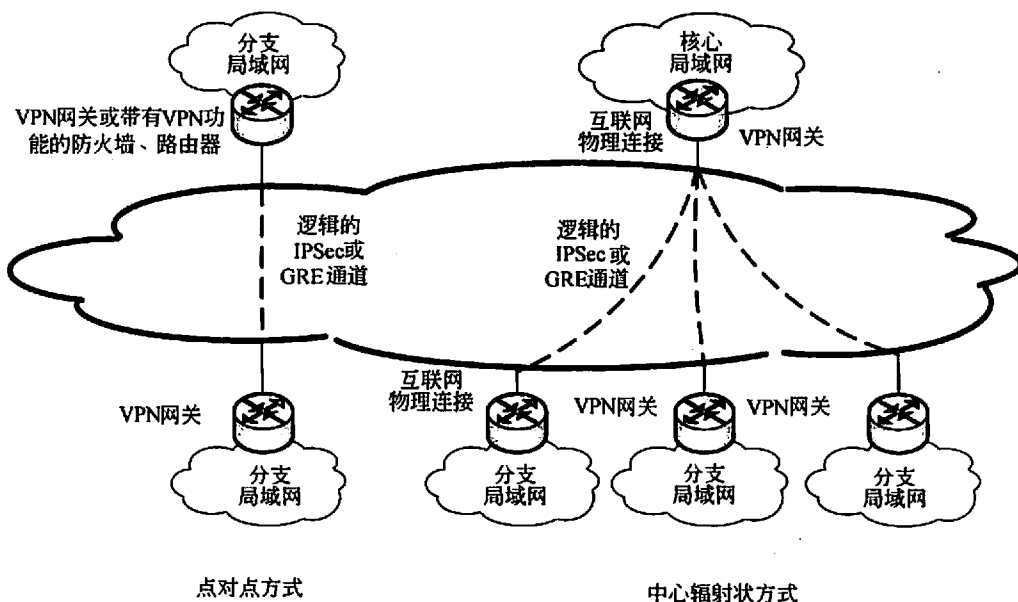 分支
局域网
VPN网关或带有VPN功
能的防火墙、路由器
逻辑的
IPSec或
GRE通道
VPN网关
分支
局域网
点对点方式
核心
局域网
互联网
物理连接
VPN网关
逻辑的
IPSec或
GRE通道
互联网
物理连接
VPN网关
VPN网关
分支
局域网
分支
局域网
分支
局域网
中心辐射状方式